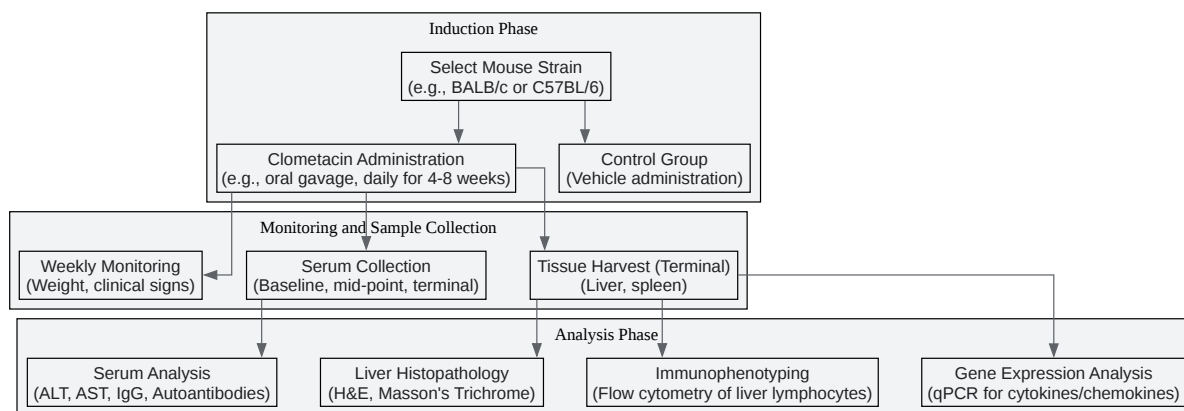 Induction Phase
Select Mouse Strain
(e.g., BALB/c or C57BL/6)
Clometacin Administration
(e.g., oral gavage, daily for 4-8 weeks)
Control Group
(Vehicle administration)
Monitoring and Sample Collection
Weekly Monitoring
(Weight, clinical signs)
Serum Collection
(Baseline, mid-point, terminal)
Tissue Harvest (Terminal)
(Liver, spleen)
Analysis Phase
Serum Analysis
(ALT, AST, IgG, Autoantibodies)
Liver Histopathology
(H&E, Masson's Trichrome)
Immunophenotyping
(Flow cytometry of liver lymphocytes)
Gene Expression Analysis
(qPCR for cytokines/chemokines)